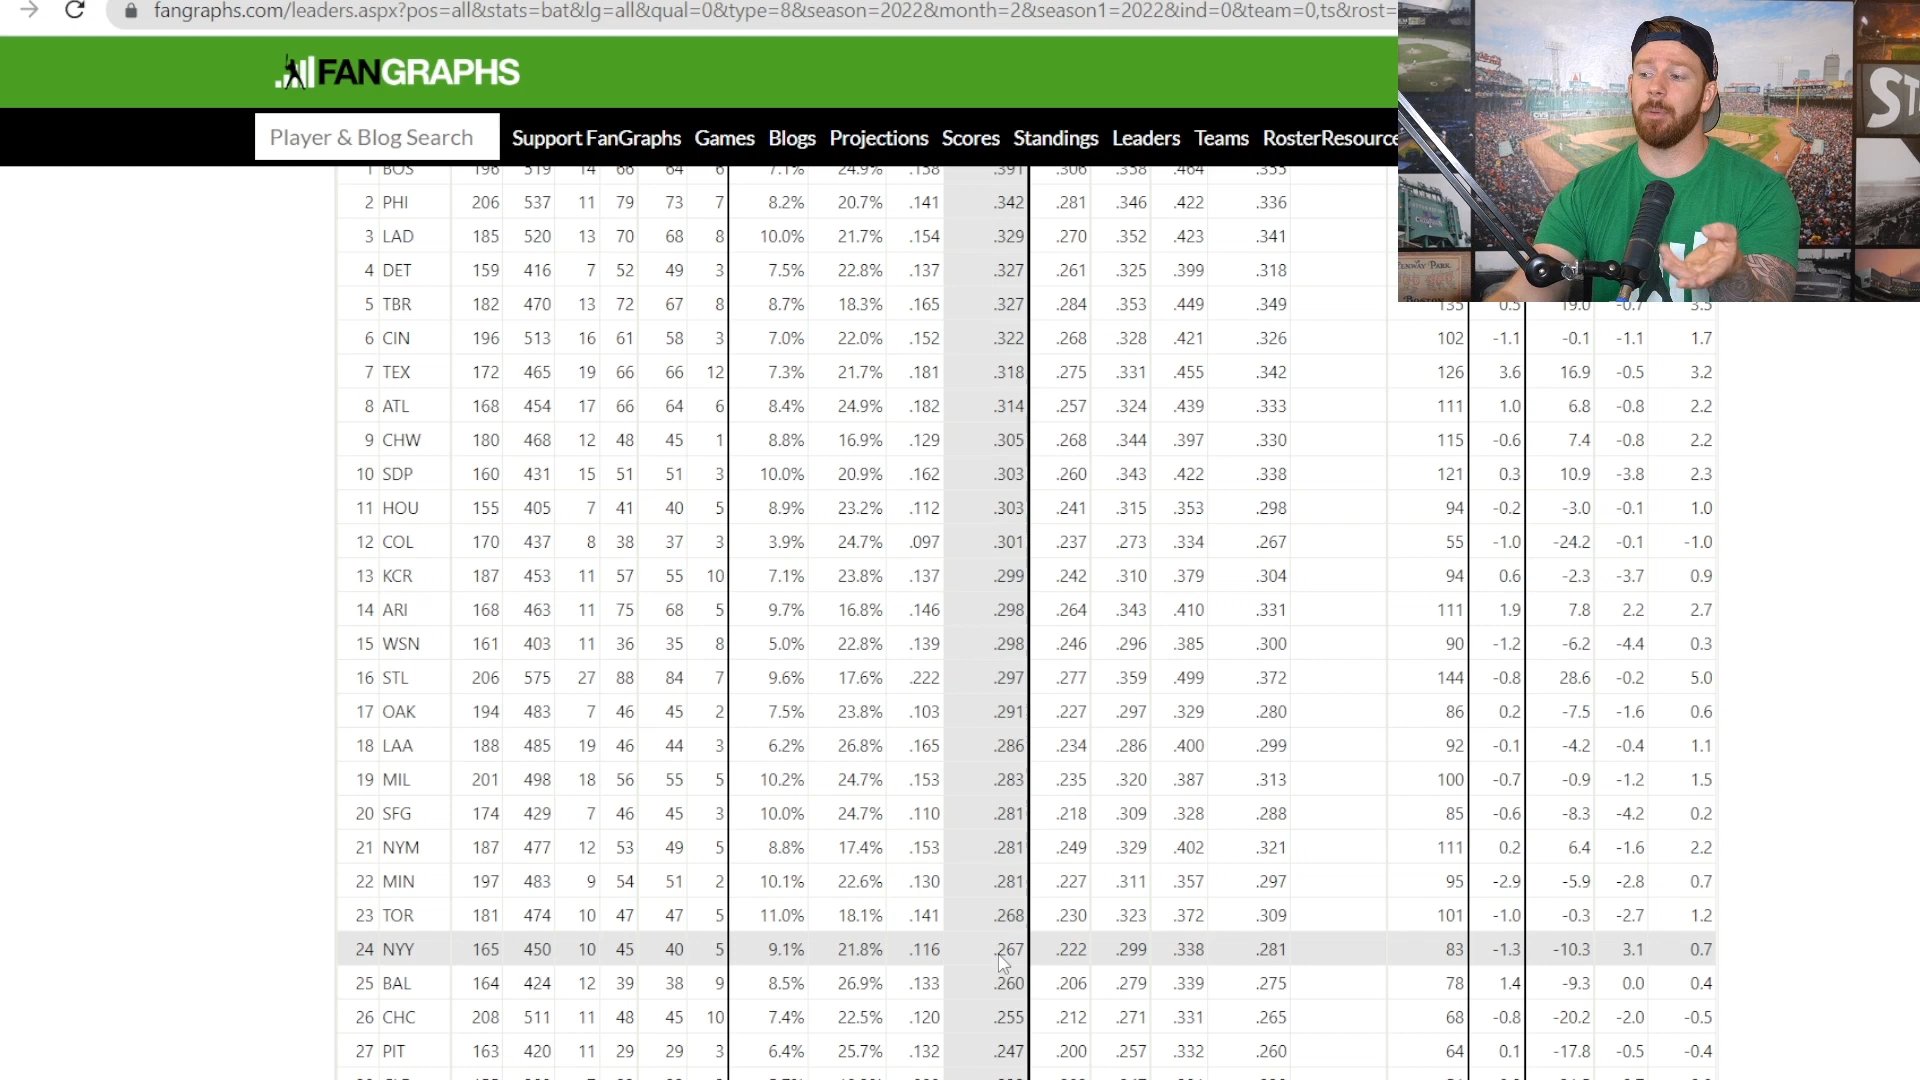 fangraphs.com/leaders.aspx?pos=all&stats=bat&lg=all&qual=0&type=8&season=2022&month=2&season1=2022&ind=0&team=0,ts&rost=
FANGRAPHS
Player & Blog Search Support FanGraphs Games Blogs Projections Scores Standings Leaders Teams RosterResource
1 BOS 196 519 14 66 64 6 7.1% 24.9% .158 .391 .306 .358 .464 .355
2 PHI 206 537 11 79 73 7 8.2% 20.7% .141 .342 .281 .346 .422 .336
3 LAD 185 520 13 70 68 8 10.0% 21.7% .154 .329 .270 .352 .423 .341
4 DET 159 416 7 52 49 3 7.5% 22.8% .137 .327 .261 .325 .399 .318
5 TBR 182 470 13 72 67 8 8.7% 18.3% .165 .327 .284 .353 .449 .349 135 0.5 19.0 -0.7 3.5
6 CIN 196 513 16 61 58 3 7.0% 22.0% .152 .322 .268 .328 .421 .326 102 -1.1 -0.1 -1.1 1.7
7 TEX 172 465 19 66 66 12 7.3% 21.7% .181 .318 .275 .331 .455 .342 126 3.6 16.9 -0.5 3.2
8 ATL 168 454 17 66 64 6 8.4% 24.9% .182 .314 .257 .324 .439 .333 111 1.0 6.8 -0.8 2.2
9 CHW 180 468 12 48 45 1 8.8% 16.9% .129 .305 .268 .344 .397 .330 115 -0.6 7.4 -0.8 2.2
10 SDP 160 431 15 51 51 3 10.0% 20.9% .162 .303 .260 .343 .422 .338 121 0.3 10.9 -3.8 2.3
11 HOU 155 405 7 41 40 5 8.9% 23.2% .112 .303 .241 .315 .353 .298 94 -0.2 -3.0 -0.1 1.0
12 COL 170 437 8 38 37 3 3.9% 24.7% .097 .301 .237 .273 .334 .267 55 -1.0 -24.2 -0.1 -1.0
13 KCR 187 453 11 57 55 10 7.1% 23.8% .137 .299 .242 .310 .379 .304 94 0.6 -2.3 -3.7 0.9
14 ARI 168 463 11 75 68 5 9.7% 16.8% .146 .298 .264 .343 .410 .331 111 1.9 7.8 2.2 2.7
15 WSN 161 403 11 36 35 8 5.0% 22.8% .139 .298 .246 .296 .385 .300 90 -1.2 -6.2 -4.4 0.3
16 STL 206 575 27 88 84 7 9.6% 17.6% .222 .297 .277 .359 .499 .372 144 -0.8 28.6 -0.2 5.0
17 OAK 194 483 7 46 45 2 7.5% 23.8% .103 .291 .227 .297 .329 .280 86 0.2 -7.5 -1.6 0.6
18 LAA 188 485 19 46 44 3 6.2% 26.8% .165 .286 .234 .286 .400 .299 92 -0.1 -4.2 -0.4 1.1
19 MIL 201 498 18 56 55 5 10.2% 24.7% .153 .283 .235 .320 .387 .313 100 -0.7 -0.9 -1.2 1.5
20 SFG 174 429 7 46 45 3 10.0% 24.7% .110 .281 .218 .309 .328 .288 85 -0.6 -8.3 -4.2 0.2
21 NYM 187 477 12 53 49 5 8.8% 17.4% .153 .281 .249 .329 .402 .321 111 0.2 6.4 -1.6 2.2
22 MIN 197 483 9 54 51 2 10.1% 22.6% .130 .281 .227 .311 .357 .297 95 -2.9 -5.9 -2.8 0.7
23 TOR 181 474 10 47 47 5 11.0% 18.1% .141 .268 .230 .323 .372 .309 101 -1.0 -0.3 -2.7 1.2
24 NYY 165 450 10 45 40 5 9.1% 21.8% .116 .267 .222 .299 .338 .281 83 -1.3 -10.3 3.1 0.7
25 BAL 164 424 12 39 38 9 8.5% 26.9% .133 .260 .206 .279 .339 .275 78 1.4 -9.3 0.0 0.4
26 CHC 208 511 11 48 45 10 7.4% 22.5% .120 .255 .212 .271 .331 .265 68 -0.8 -20.2 -2.0 -0.5
27 PIT 163 420 11 29 29 3 6.4% 25.7% .132 .247 .200 .257 .332 .260 64 0.1 -17.8 -0.5 -0.4